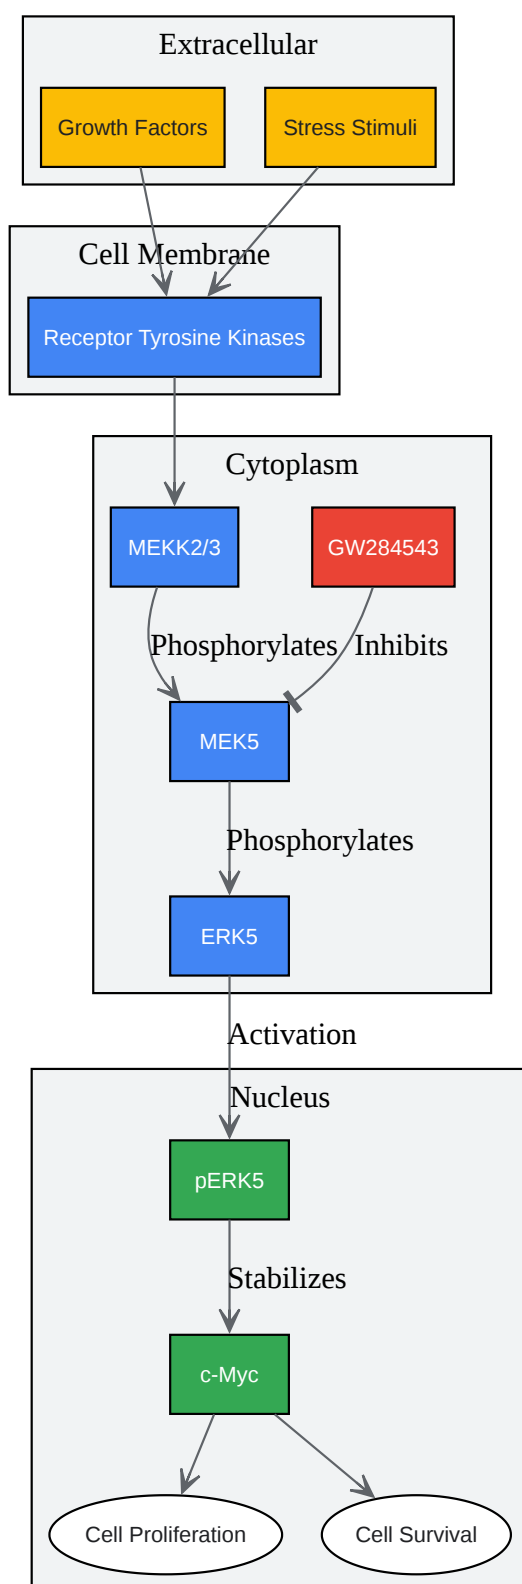 Extracellular
Growth Factors
Stress Stimuli
Cell Membrane
Receptor Tyrosine Kinases
Cytoplasm
MEKK2/3
GW284543
Phosphorylates
Inhibits
MEK5
Phosphorylates
ERK5
Activation
Nucleus
pERK5
Stabilizes
c-Myc
Cell Proliferation
Cell Survival